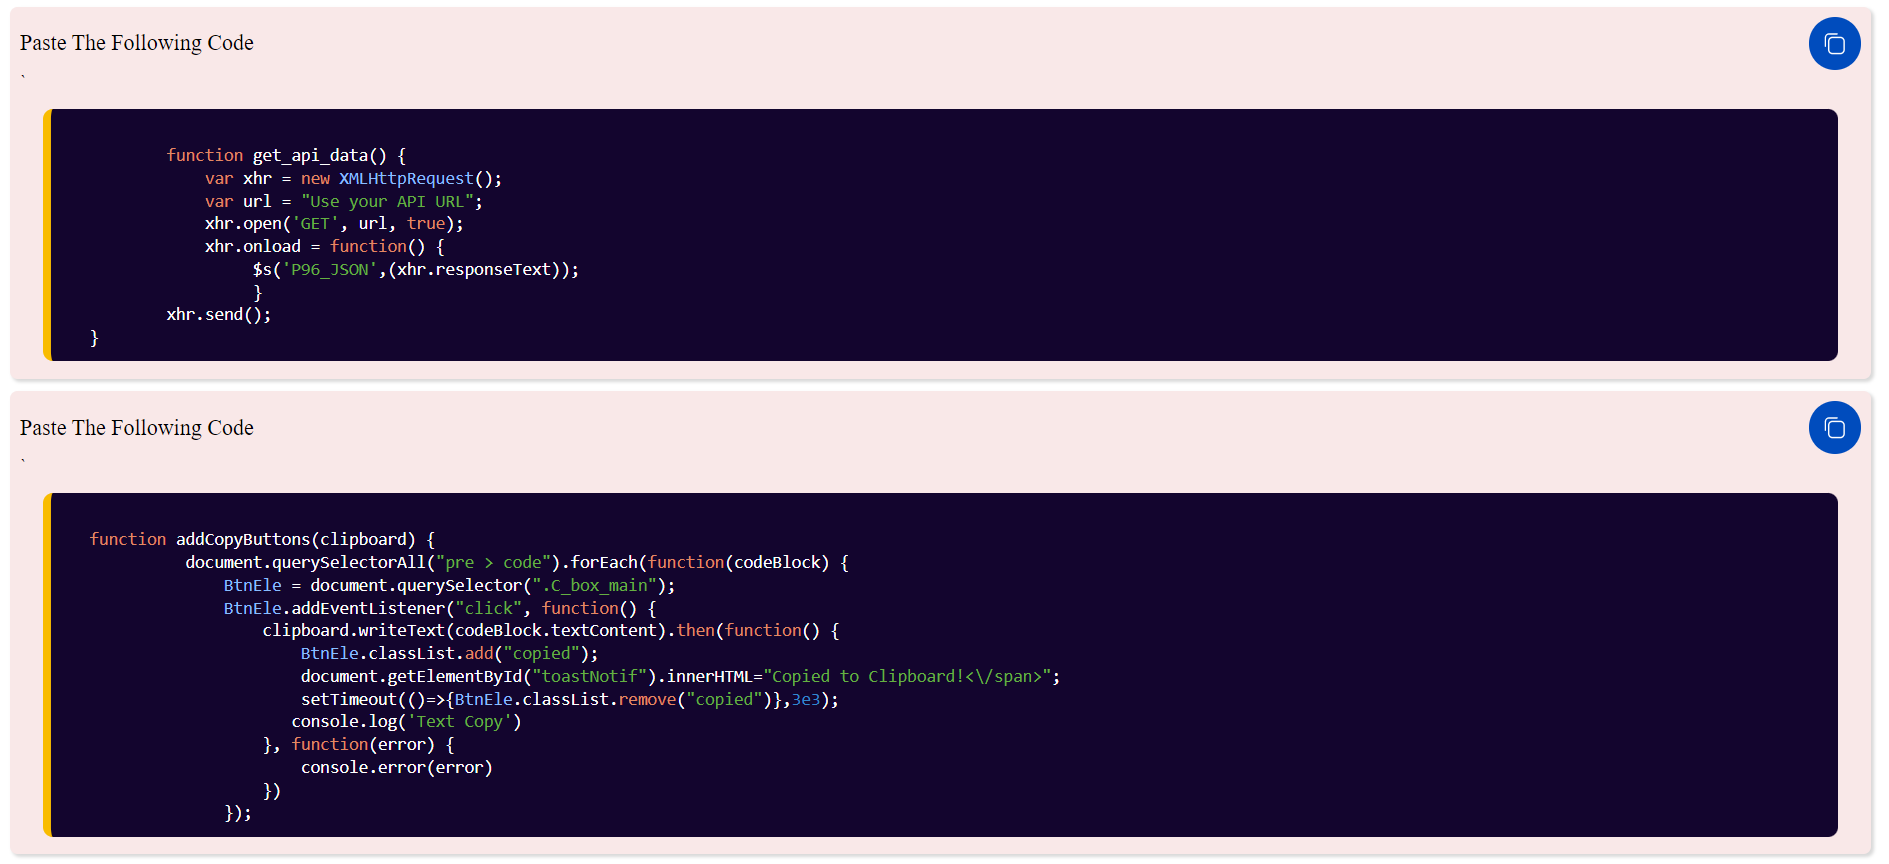 Paste The Following Code
`
function get_api_data() {
var xhr = new XMLHttpRequest();
var url = "Use your API URL";
xhr.open('GET', url, true);
xhr.onload = function() {
$s('P96_JSON',(xhr.responseText));
}
xhr.send();
}
Paste The Following Code
`
function addCopyButtons(clipboard) {
document.querySelectorAll("pre > code").forEach(function(codeBlock) {
BtnEle = document.querySelector(".C_box_main");
BtnEle.addEventListener("click", function() {
clipboard.writeText(codeBlock.textContent).then(function() {
BtnEle.classList.add("copied");
document.getElementById("toastNotif").innerHTML="Copied to Clipboard!<\/span>";
setTimeout(()=>{BtnEle.classList.remove("copied")},3e3);
console.log('Text Copy')
}, function(error) {
console.error(error)
})
});